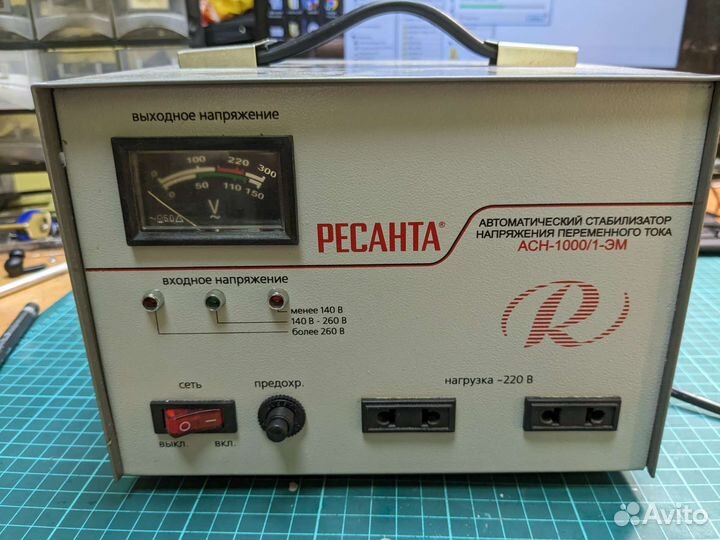 выходное напряжение
0 100 220 300
0 50 110 150
V
РЕСАНТА®
АВТОМАТИЧЕСКИЙ СТАБИЛИЗАТОР
НАПРЯЖЕНИЯ ПЕРЕМЕННОГО ТОКА
АСН-1000/1-ЭМ
входное напряжение
менее 140 В
140 В - 260 В
более 260 В
R
сеть
предохр.
нагрузка ~220 В
выкл.
вкл.
Avito